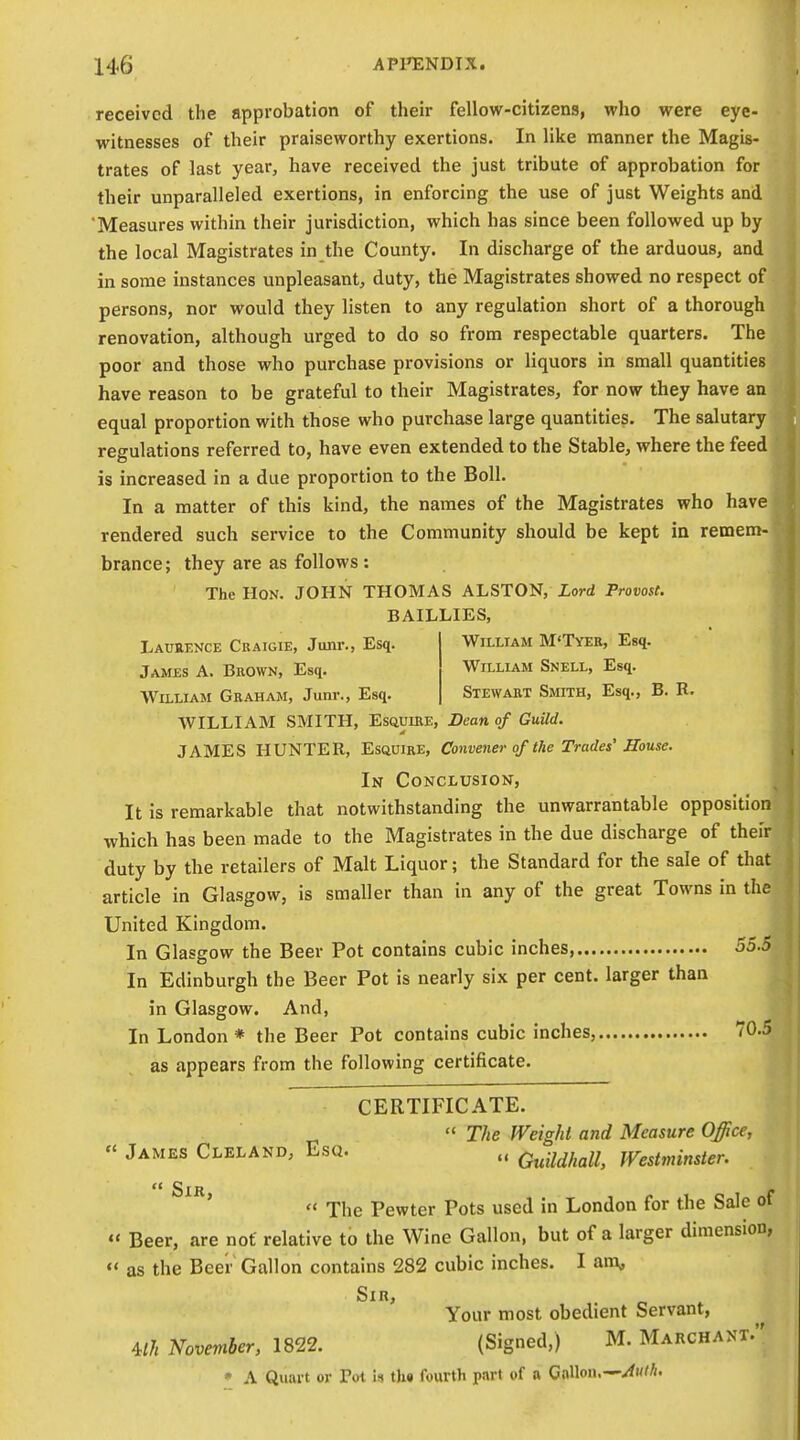 146 APPENDIX.
received the approbation of their fellow-citizens, who were eye-
witnesses of their praiseworthy exertions. In like manner the Magis-
trates of last year, have received the just tribute of approbation for
their unparalleled exertions, in enforcing the use of just Weights and
Measures within their jurisdiction, which has since been followed up by
the local Magistrates in the County. In discharge of the arduous, and
in some instances unpleasant, duty, the Magistrates showed no respect of
persons, nor would they listen to any regulation short of a thorough
renovation, although urged to do so from respectable quarters. The
poor and those who purchase provisions or liquors in small quantities
have reason to be grateful to their Magistrates, for now they have an
equal proportion with those who purchase large quantities. The salutary
regulations referred to, have even extended to the Stable, where the feed
is increased in a due proportion to the Boll.
In a matter of this kind, the names of the Magistrates who have
rendered such service to the Community should be kept in remem-
brance; they are as follows:
The Hon. JOHN THOMAS ALSTON, Lord Provost.
BAILLIES,
Laurence Craigie, Junr., Esq.
James A. Brown, Esq.
William Graham, Junr., Esq.
William M‘Tyer, Esq.
William Snell, Esq.
Stewart Smith, Esq., B. R.
WILLIAM SMITH, Esquire, Dean of Guild.
JAMES HUNTER, Esquire, Convener of the Trades' House.
In Conclusion,
It is remarkable that notwithstanding the unwarrantable opposition
which has been made to the Magistrates in the due discharge of their
duty by the retailers of Malt Liquor; the Standard for the sale of that
article in Glasgow, is smaller than in any of the great Towns in the
United Kingdom.
In Glasgow the Beer Pot contains cubic inches,.................... 55.5
In Edinburgh the Beer Pot is nearly six per cent. larger than
in Glasgow. And,
In London * the Beer Pot contains cubic inches,................ 70.5
as appears from the following certificate.
CERTIFICATE.
“ The Weight and Measure Office,
“ James Cleland, Esq. “ Guildhall, Westminster.
“ Sir,
“ The Pewter Pots used in London for the Sale of
“ Beer, are not relative to the Wine Gallon, but of a larger dimension,
“ as the Beer Gallon contains 282 cubic inches. I am,
Sir,
Your most obedient Servant,
4th November, 1822. (Signed,) M. Marchant.”
* A Quart or Pot is the fourth part of a Gallon.—Auth.